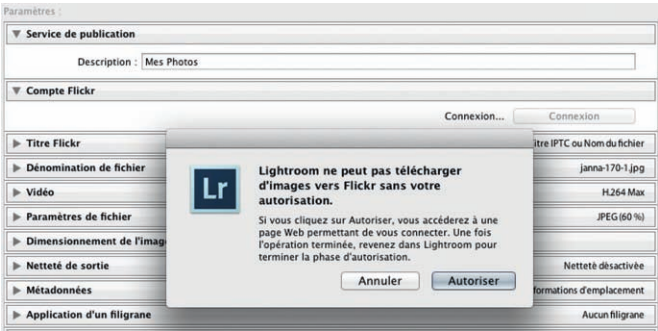 Paramètres :
Service de publication
Description : Mes Photos
Compte Flickr
Connexion... Connexion
Titre Flickr itre IPTC ou Nom du fichier
Dénomination de fichier janna-170-1.jpg
Vidéo H.264 Max
Paramètres de fichier JPEG (60 %)
Dimensionnement de l'imag
Netteté de sortie Netteté désactivée
Métadonnées formations d'emplacement
Application d'un filigrane Aucun filigrane
Lr
Lightroom ne peut pas télécharger
d'images vers Flickr sans votre
autorisation.
Si vous cliquez sur Autoriser, vous accéderez à une
page Web permettant de vous connecter. Une fois
l'opération terminée, revenez dans Lightroom pour
terminer la phase d'autorisation.
Annuler Autoriser